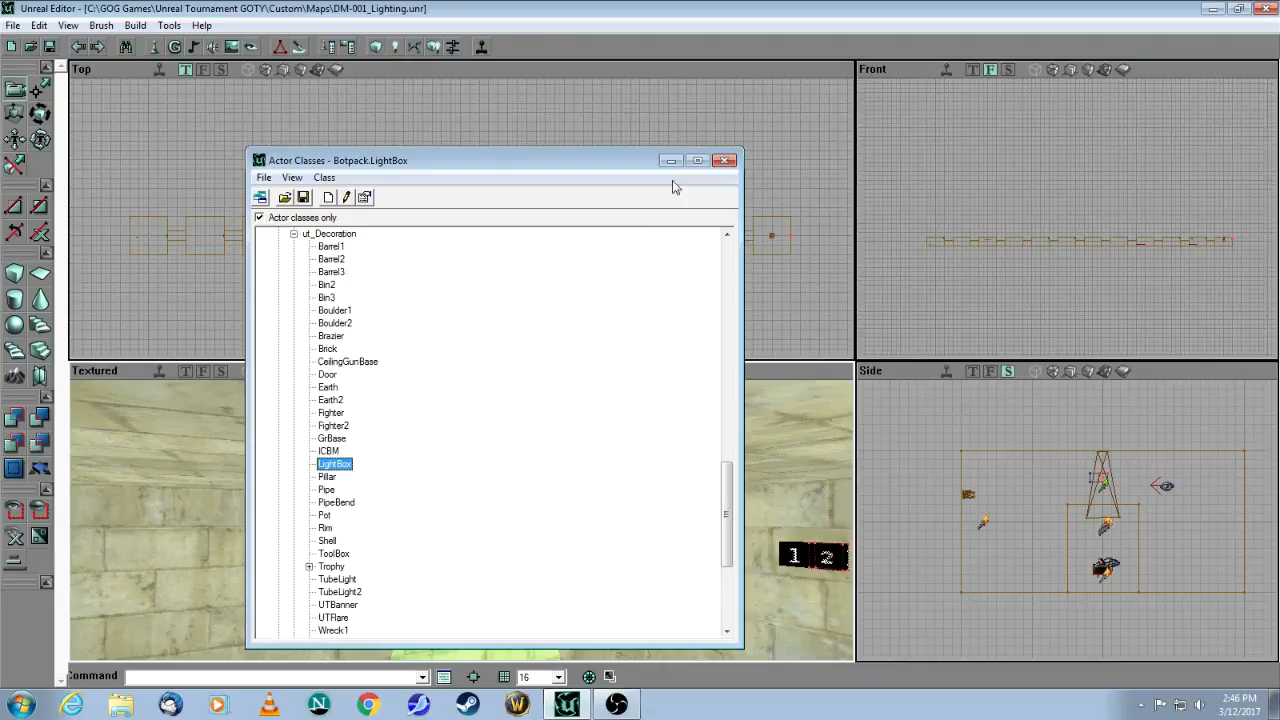 Unreal Editor - [C:\GOG Games\Unreal Tournament GOTY\Custom\Maps\DM-001_Lighting.unr]
File Edit View Brush Build Tools Help
Top T F S
Front T F S
Actor Classes - Botpack.LightBox
File View Class
Actor classes only
ut_Decoration
Barrel1
Barrel2
Barrel3
Bin2
Bin3
Boulder1
Boulder2
Brazier
Brick
CeilingGunBase
Door
Earth
Earth2
Fighter
Fighter2
GrBase
ICBM
LightBox
Pillar
Pipe
PipeBend
Pot
Rim
Shell
ToolBox
Trophy
TubeLight
TubeLight2
UTBanner
UTFlare
Wreck1
Textured T F S
Side T F S
1 2
Command 16
2:46 PM
3/12/2017